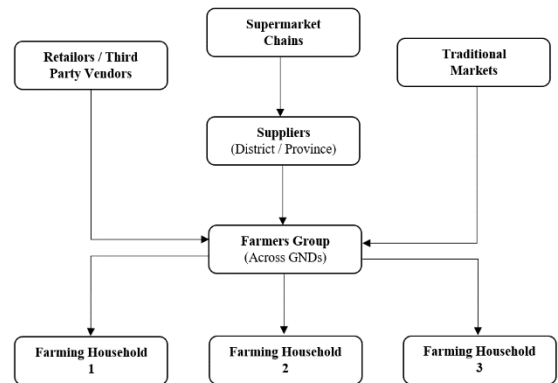 Supermarket
Chains
Retailors / Third
Party Vendors
Traditional
Markets
Suppliers
(District / Province)
Farmers Group
(Across GNDs)
Farming Household
1
Farming Household
2
Farming Household
3